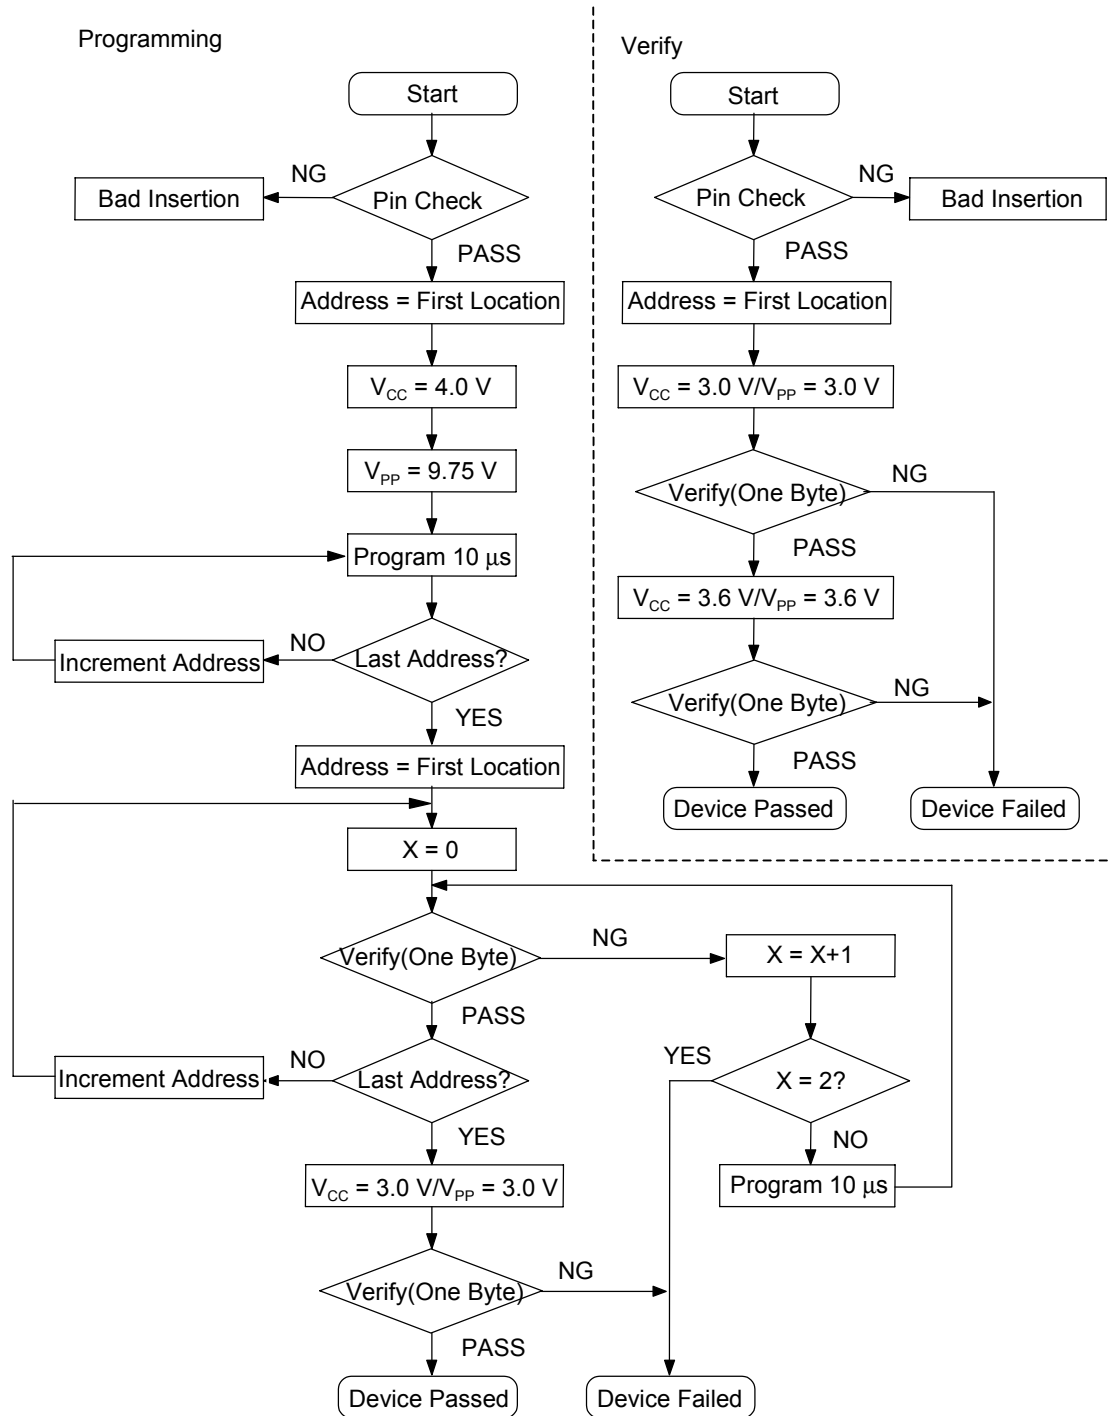 Programming
Start
NG
Bad Insertion
Pin Check
PASS
Address = First Location
VCC = 4.0 V
VPP = 9.75 V
Program 10 μs
NO
Increment Address
Last Address?
YES
Address = First Location
X = 0
Verify(One Byte)
NG
X = X+1
PASS
YES
X = 2?
NO
Program 10 μs
NO
Increment Address
Last Address?
YES
VCC = 3.0 V/VPP = 3.0 V
Verify(One Byte)
NG
PASS
Device Passed
Device Failed
Verify
Start
Pin Check
NG
Bad Insertion
PASS
Address = First Location
VCC = 3.0 V/VPP = 3.0 V
Verify(One Byte)
NG
PASS
VCC = 3.6 V/VPP = 3.6 V
Verify(One Byte)
NG
PASS
Device Passed
Device Failed